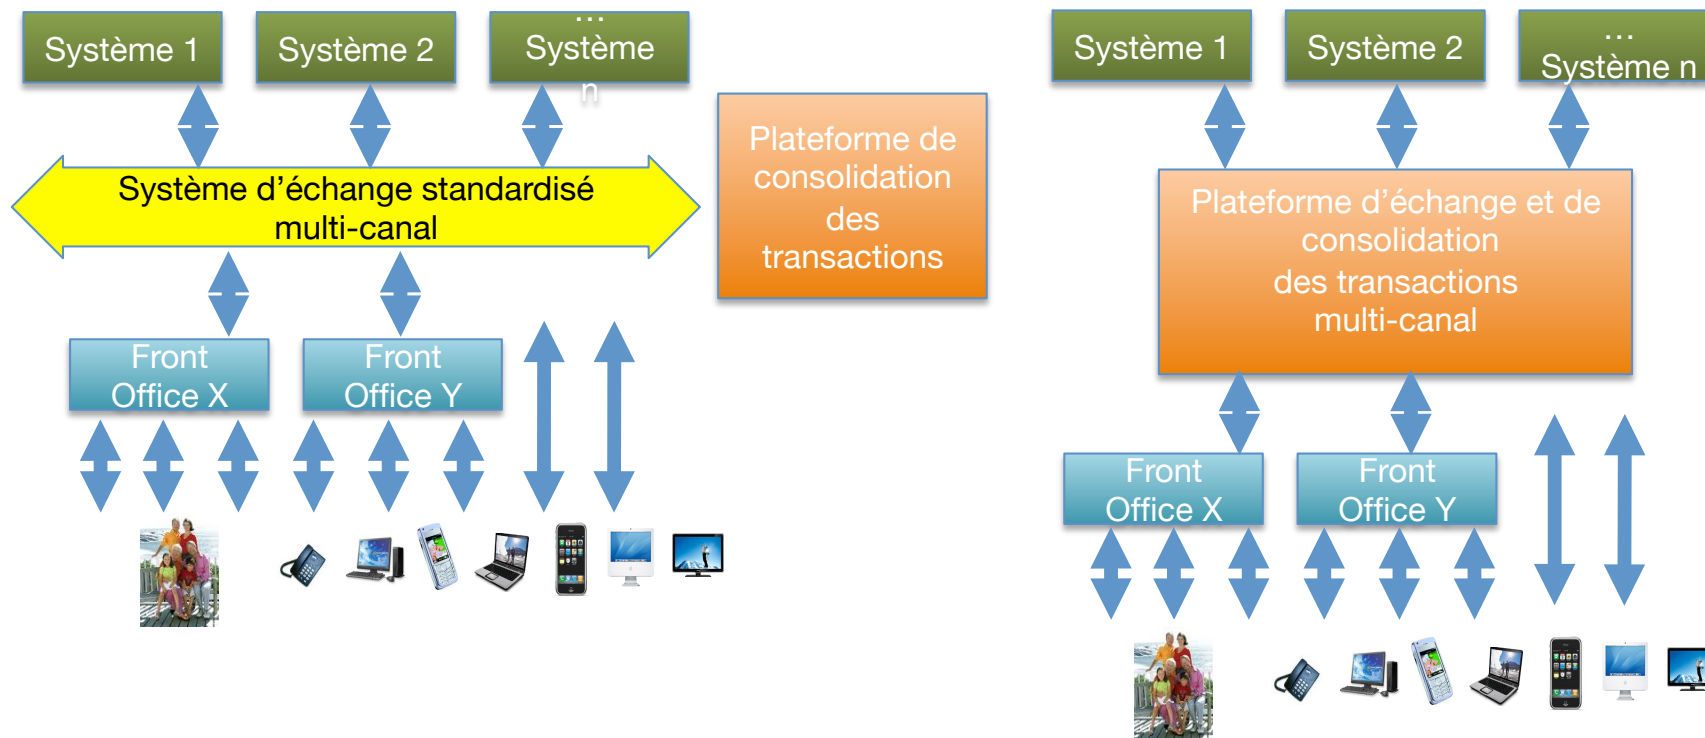 Système 1
Système 2
...
Système
n
Plateforme de
consolidation
des
transactions
Système d’échange standardisé
multi-canal
Front
Office X
Front
Office Y
Système 1
Système 2
...
Système n
Plateforme d’échange et de
consolidation
des transactions
multi-canal
Front
Office X
Front
Office Y